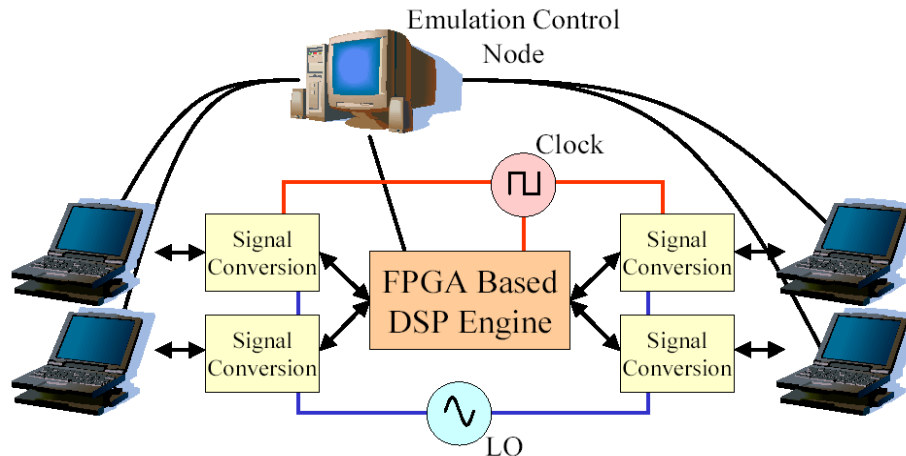 Emulation Control
Node
Clock
Signal
Conversion
Signal
Conversion
FPGA Based
DSP Engine
Signal
Conversion
Signal
Conversion
LO